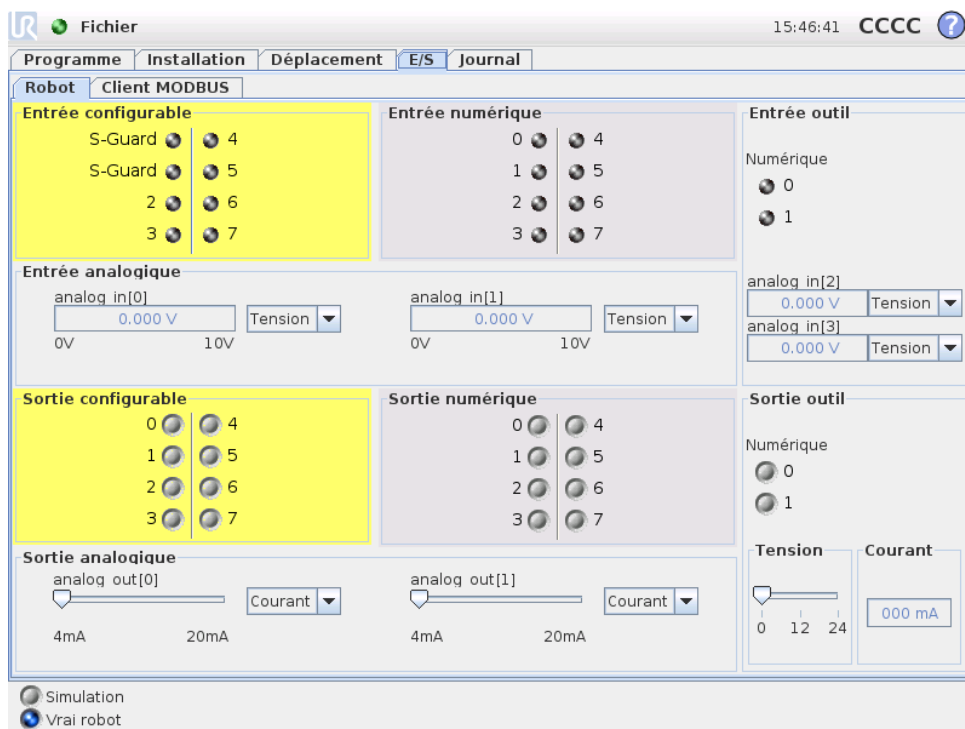 UR Fichier 15:46:41 CCCC ?
Programme Installation Déplacement E/S Journal
Robot Client MODBUS
Entrée configurable
S-Guard 4
S-Guard 5
2 6
3 7
Entrée numérique
0 4
1 5
2 6
3 7
Entrée outil
Numérique
0
1
Entrée analogique
analog in[0]
0.000 V Tension
0V 10V
analog in[1]
0.000 V Tension
0V 10V
analog in[2]
0.000 V Tension
analog in[3]
0.000 V Tension
Sortie configurable
0 4
1 5
2 6
3 7
Sortie numérique
0 4
1 5
2 6
3 7
Sortie outil
Numérique
0
1
Sortie analogique
analog out[0]
Courant
4mA 20mA
analog out[1]
Courant
4mA 20mA
Tension
0 12 24
Courant
000 mA
Simulation
Vrai robot